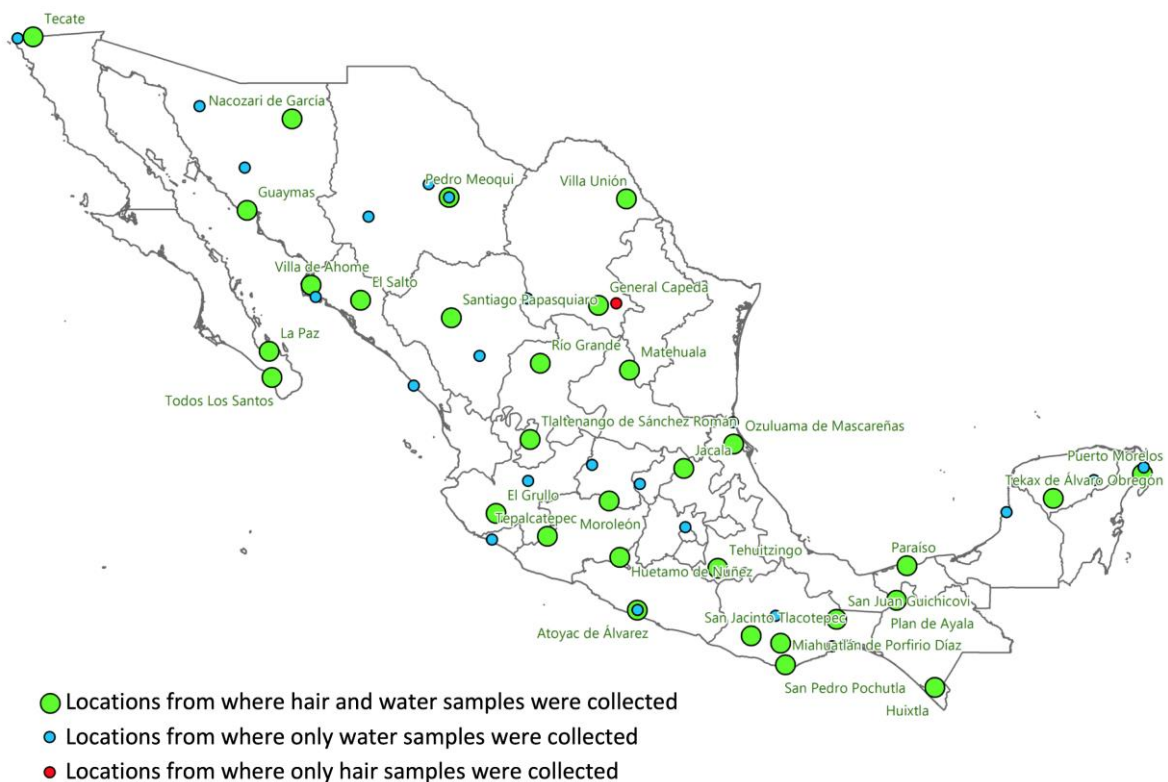 Tecate
Nacozari de García
Pedro Meoqui
Villa Unión
Guaymas
Villa de Ahome
El Salto
General Capeda
Santiago Papasquiaro
La Paz
Río Grande
Matehuala
Todos Los Santos
Tlaltenango de Sánchez Román
Ozuluama de Mascareñas
Jacala
Puerto Morelos
Tekax de Álvaro Obregón
El Grullo
Tepalcatepec
Moroleón
Tehuitzingo
Paraíso
Huetamo de Núñez
San Juan Guichicovi
San Jacinto Tlacotepec
Plan de Ayala
Atoyac de Álvarez
Miahuatlán de Porfirio Díaz
San Pedro Pochutla
Huixtla
Locations from where hair and water samples were collected
Locations from where only water samples were collected
Locations from where only hair samples were collected